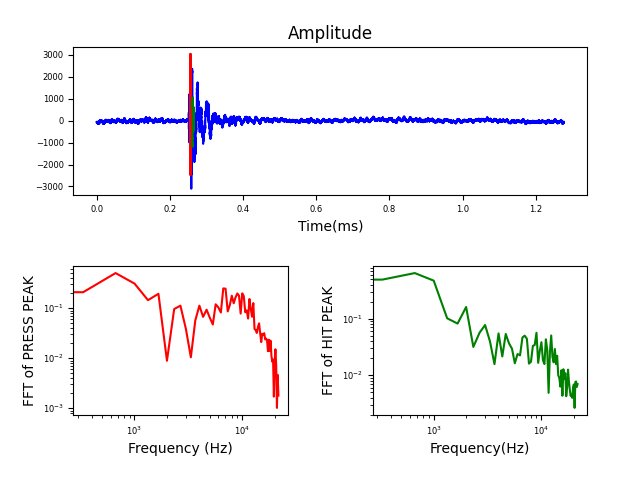 Amplitude
3000
2000
1000
0
−1000
−2000
−3000
0.0 0.2 0.4 0.6 0.8 1.0 1.2
Time(ms)
FFT of PRESS PEAK
10⁻¹
10⁻²
10⁻³
10³ 10⁴
Frequency (Hz)
FFT of HIT PEAK
10⁻¹
10⁻²
10³ 10⁴
Frequency(Hz)